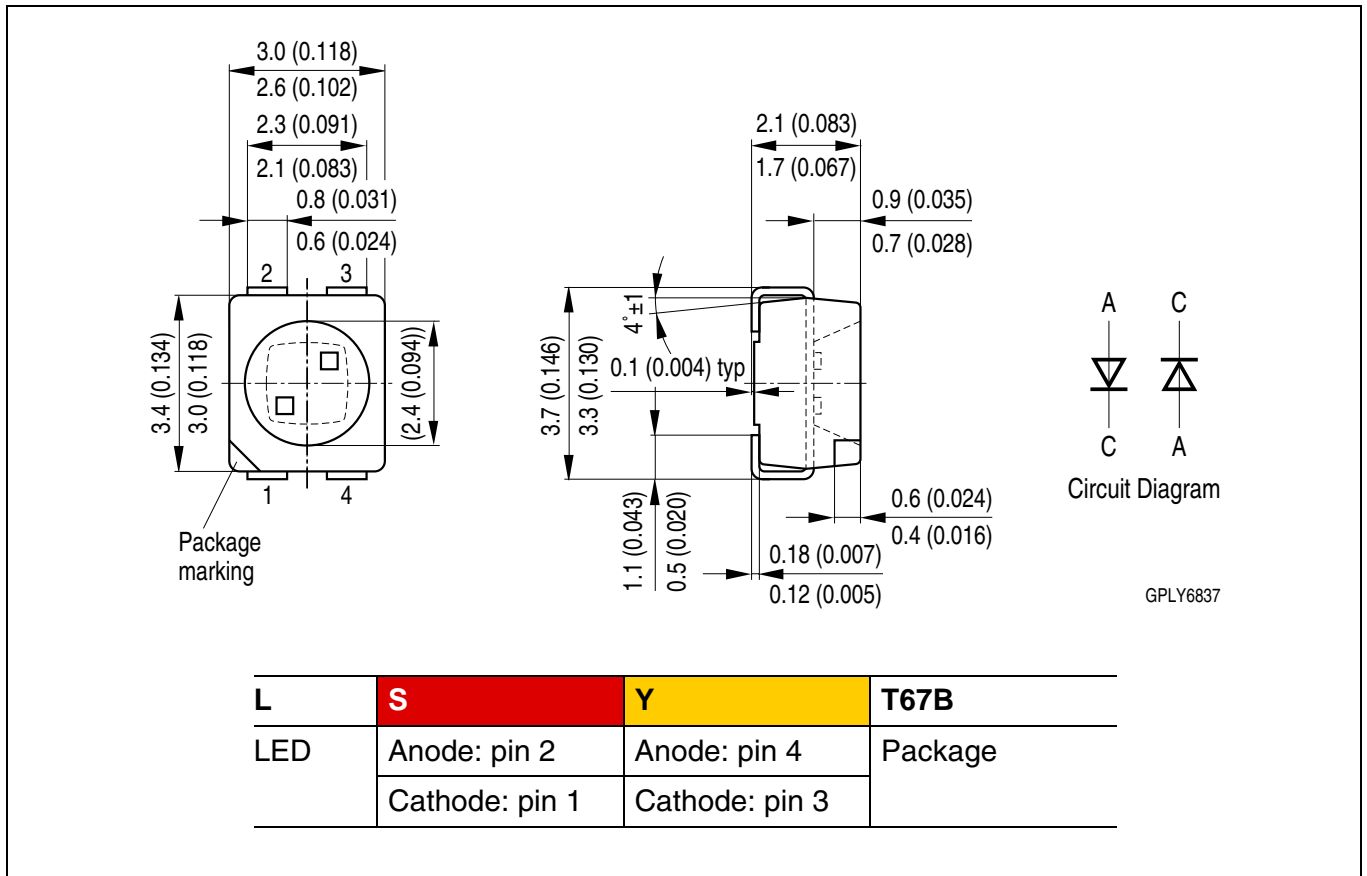 3.0 (0.118)
2.6 (0.102)
2.3 (0.091)
2.1 (0.083)
0.8 (0.031)
0.6 (0.024)
2
3
3.4 (0.134)
3.0 (0.118)
(2.4 (0.094))
1
4
Package
marking
2.1 (0.083)
1.7 (0.067)
0.9 (0.035)
0.7 (0.028)
4˚±1
0.1 (0.004) typ
3.7 (0.146)
3.3 (0.130)
1.1 (0.043)
0.5 (0.020)
0.6 (0.024)
0.4 (0.016)
0.18 (0.007)
0.12 (0.005)
A C
C A
Circuit Diagram
GPLY6837
L S Y T67B
LED Anode: pin 2 Anode: pin 4 Package
Cathode: pin 1 Cathode: pin 3